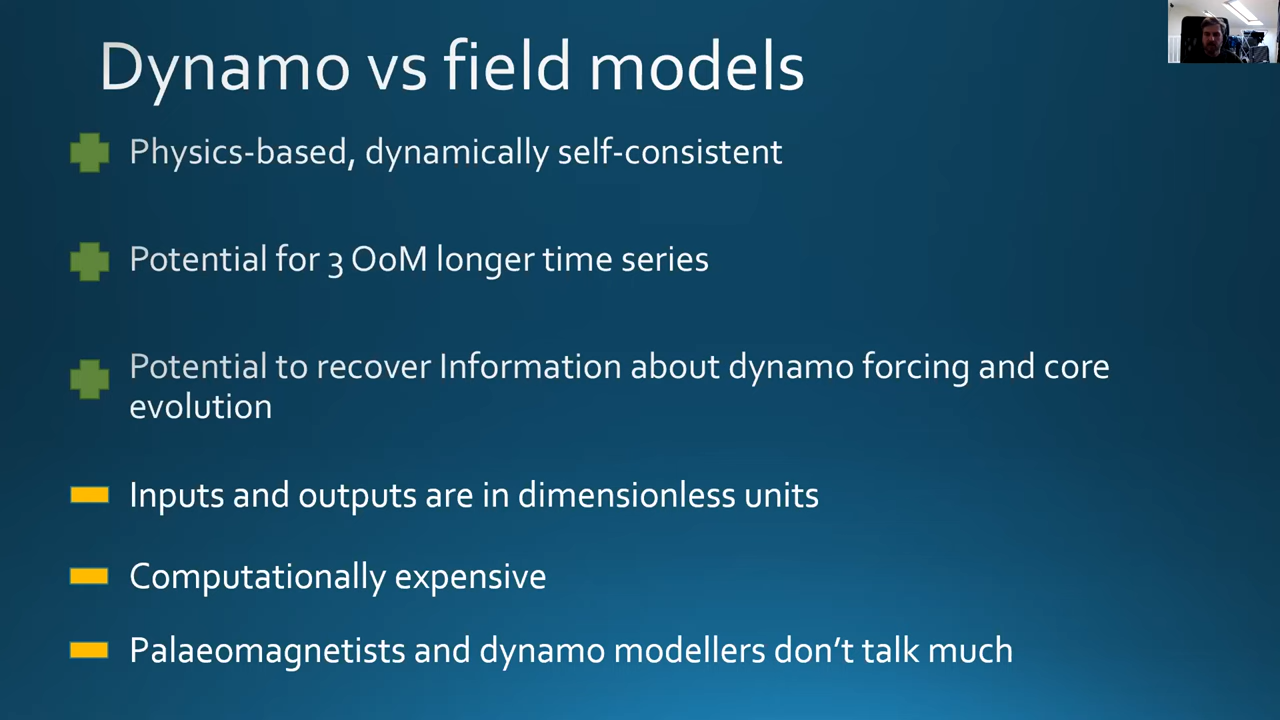 Dynamo vs field models
Physics-based, dynamically self-consistent
Potential for 3 OoM longer time series
Potential to recover Information about dynamo forcing and core
evolution
Inputs and outputs are in dimensionless units
Computationally expensive
Palaeomagnetists and dynamo modellers don’t talk much